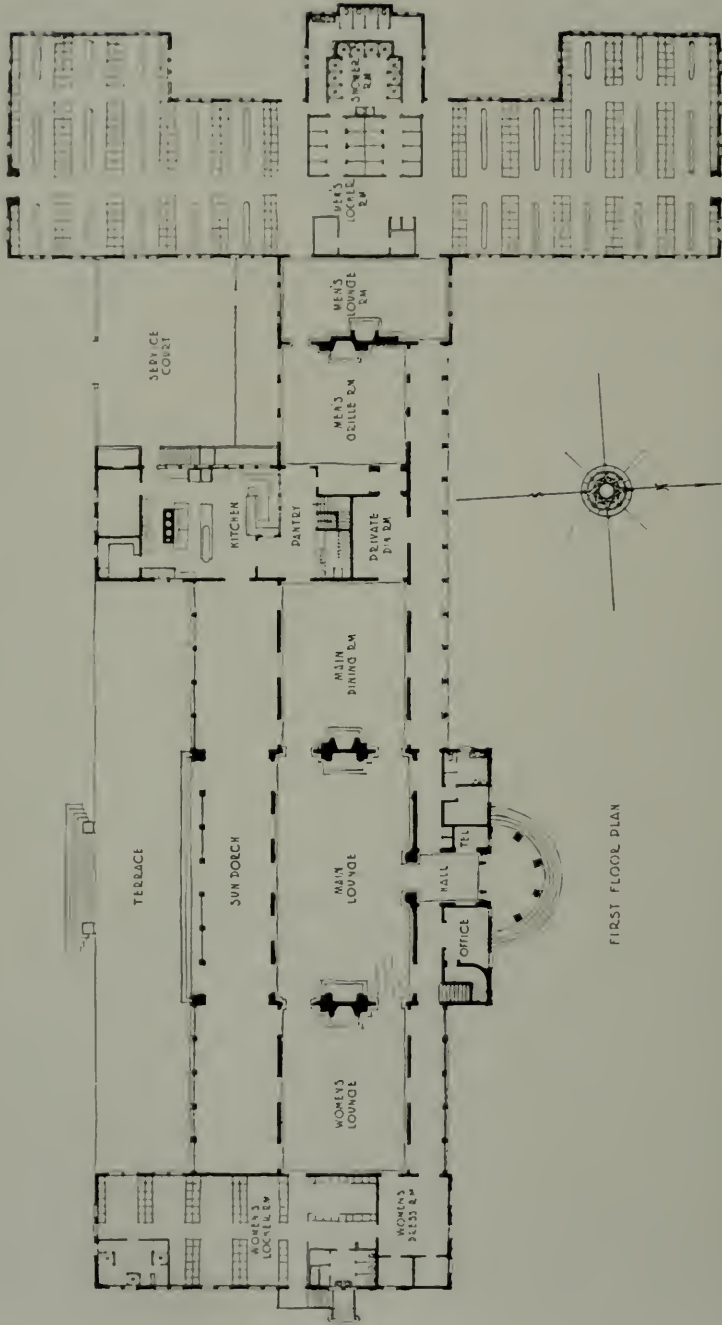 TERRACE
SERVICE
COURT
SUN PORCH
KITCHEN
WOMEN'S
LOCKER RM
WOMEN'S
LOUNGE
MAIN
LOUNGE
MAIN
DINING RM
PANTRY
PRIVATE
DIN RM
MEN'S
GRILLE RM
MEN'S
LOUNGE
RM
MEN'S
LOCKER
RM
SHOWER
RM
WOMEN'S
DRESS RM
OFFICE
HALL
TEL
FIRST FLOOR PLAN